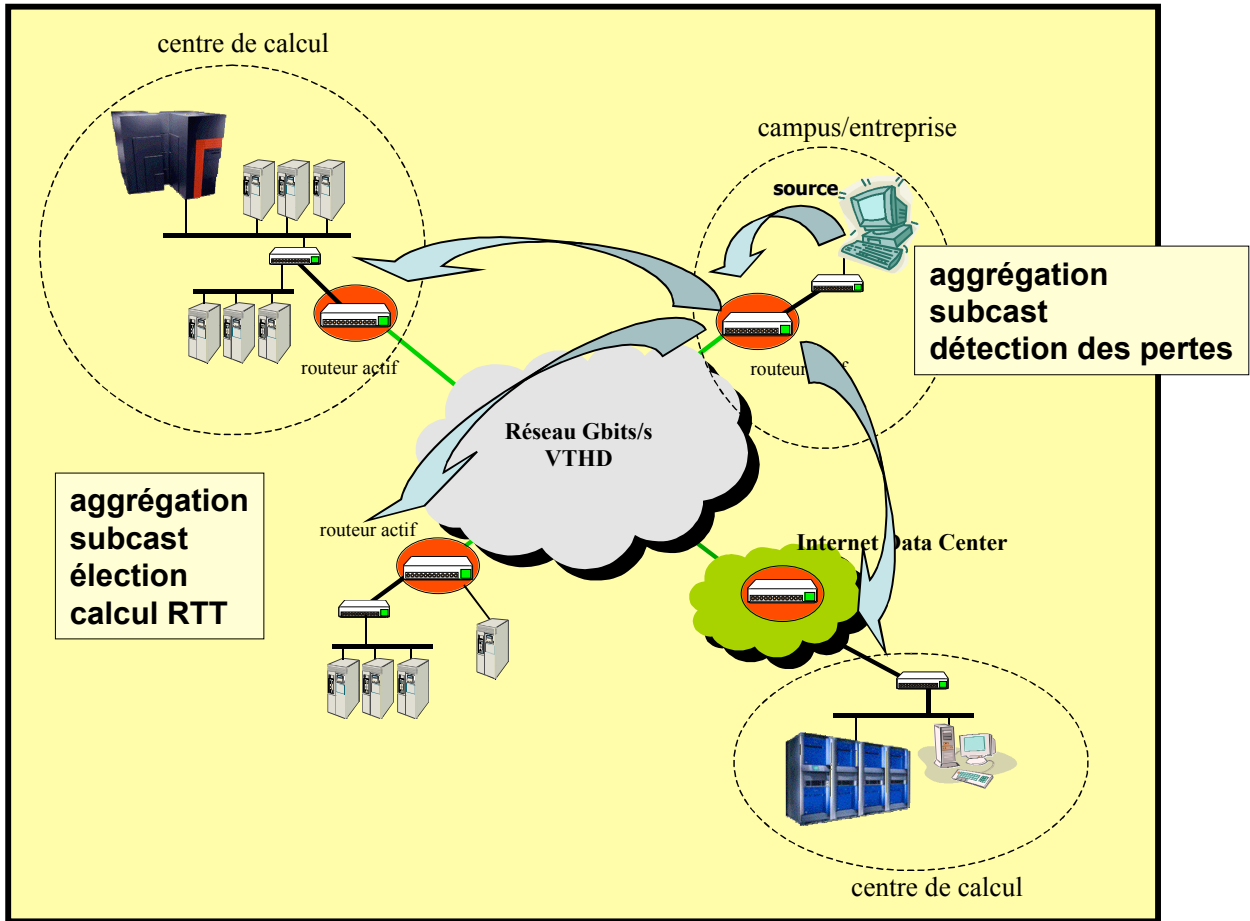 centre de calcul
campus/entreprise
source
aggrégation
subcast
détection des pertes
routeur actif
Réseau Gbits/s
VTHD
aggrégation
subcast
élection
calcul RTT
routeur actif
Internet Data Center
centre de calcul